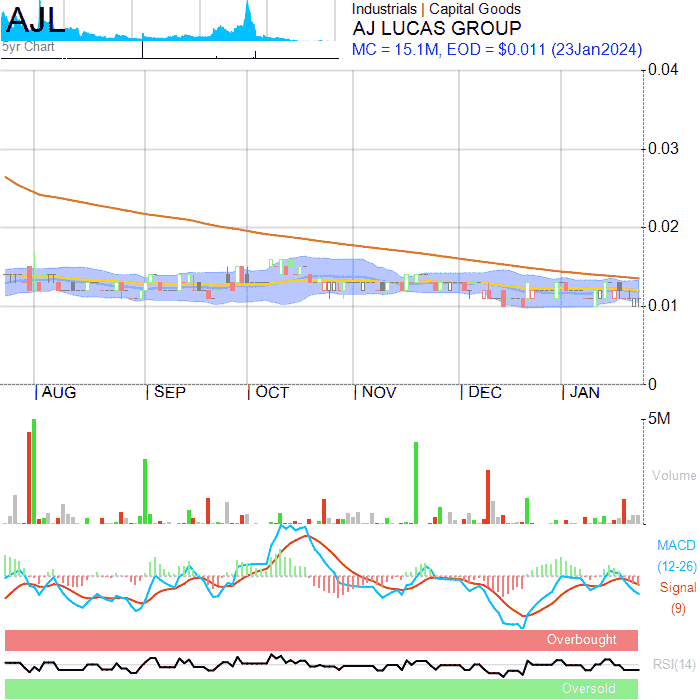 AJL
5yr Chart
Industrials | Capital Goods
AJ LUCAS GROUP
MC = 15.1M, EOD = $0.011 (23Jan2024)
0.04
0.03
0.02
0.01
0
AUG SEP OCT NOV DEC JAN
5M
Volume
MACD
(12-26)
Signal
(9)
Overbought
RSI(14)
Oversold